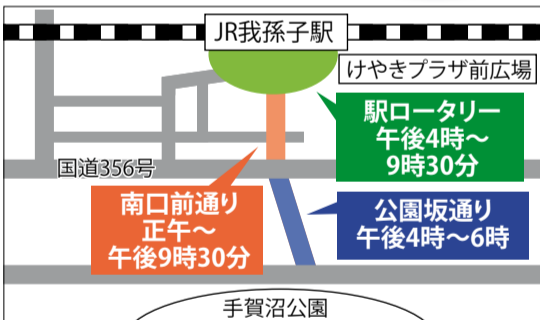 JR我孫子駅
けやきプラザ前広場
駅ロータリー
午後4時～
9時30分
国道356号
南口前通り
正午～
午後9時30分
公園坂通り
午後4時～6時
手賀沼公園